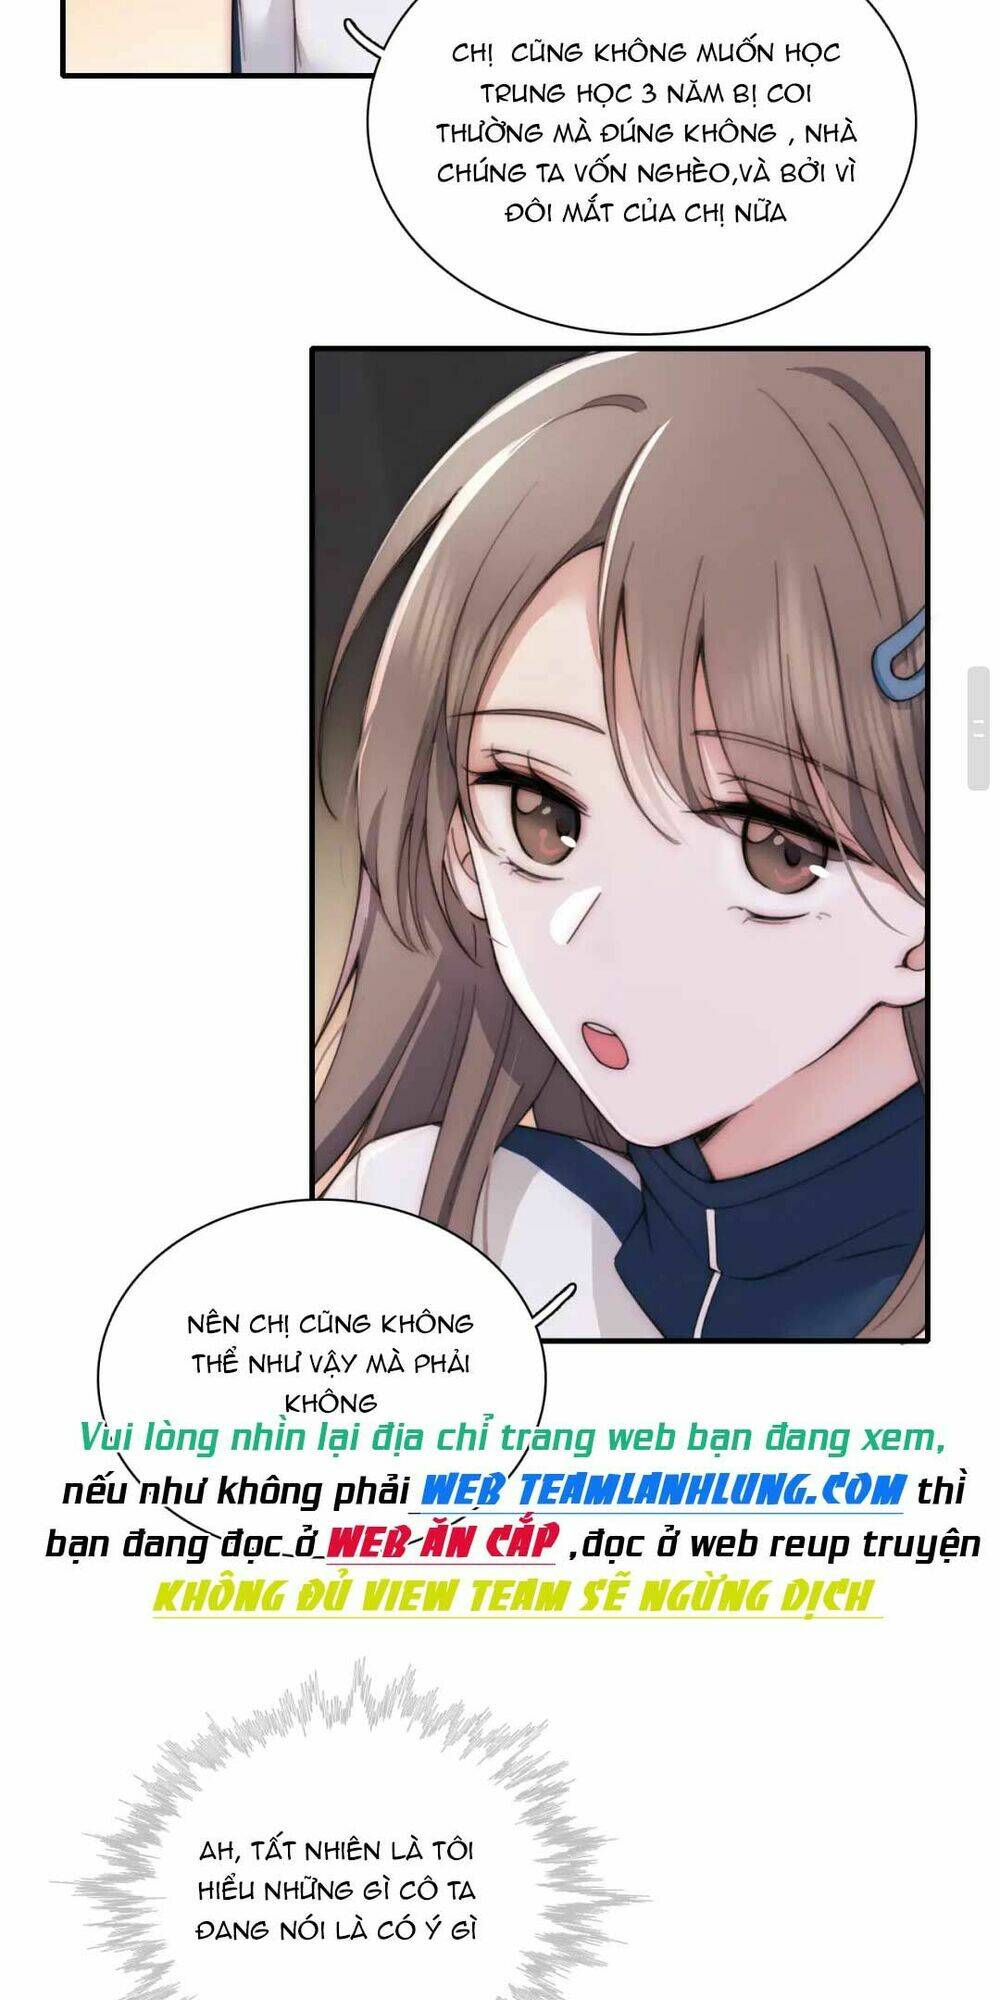 CHỊ CŨNG KHÔNG MUỐN HỌC
TRUNG HỌC 3 NĂM BỊ COI
THƯỜNG MÀ ĐÚNG KHÔNG , NHÀ
CHÚNG TA VỐN NGHÈO,VÀ BỞI VÌ
ĐÔI MẮT CỦA CHỊ NỮA
NÊN CHỊ CŨNG KHÔNG
THỂ NHƯ VẬY MÀ PHẢI
KHÔNG
Vui lòng nhìn lại địa chỉ trang web bạn đang xem,
nếu như không phải WEB TEAMLANHLUNG.COM thì
bạn đang đọc ở WEB ĂN CẮP ,đọc ở web reup truyện
KHÔNG ĐỦ VIEW TEAM SẼ NGỪNG DỊCH
AH, TẤT NHIÊN LÀ TÔI
HIỂU NHỮNG GÌ CÔ TA
ĐANG NÓI LÀ CÓ Ý GÌ